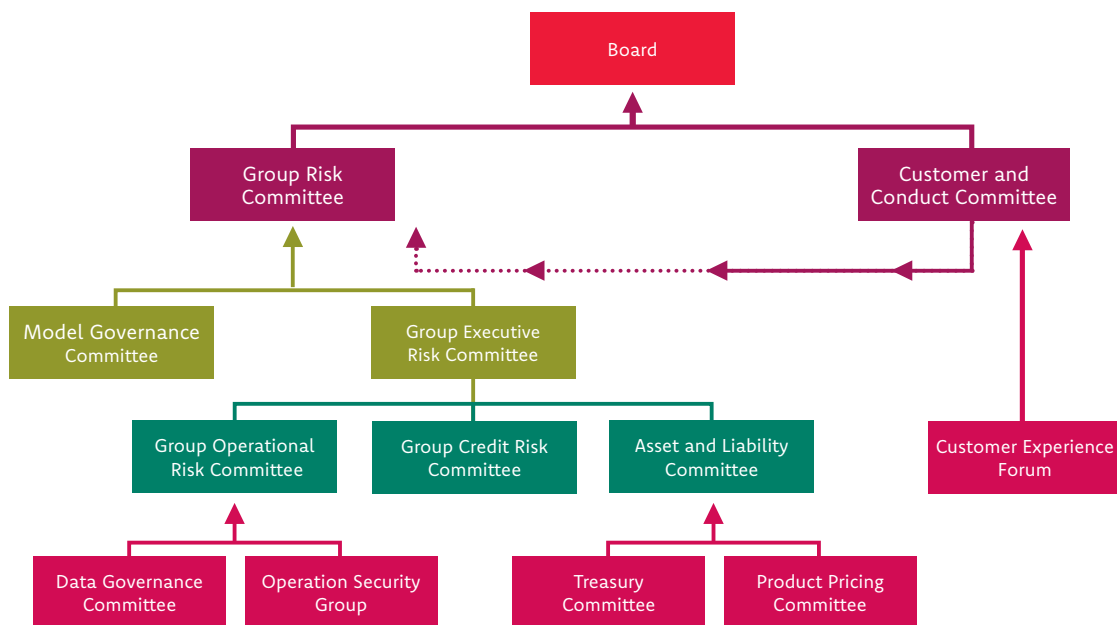 Board
Group Risk
Committee
Customer and
Conduct Committee
Model Governance
Committee
Group Executive
Risk Committee
Group Operational
Risk Committee
Group Credit Risk
Committee
Asset and Liability
Committee
Customer Experience
Forum
Data Governance
Committee
Operation Security
Group
Treasury
Committee
Product Pricing
Committee